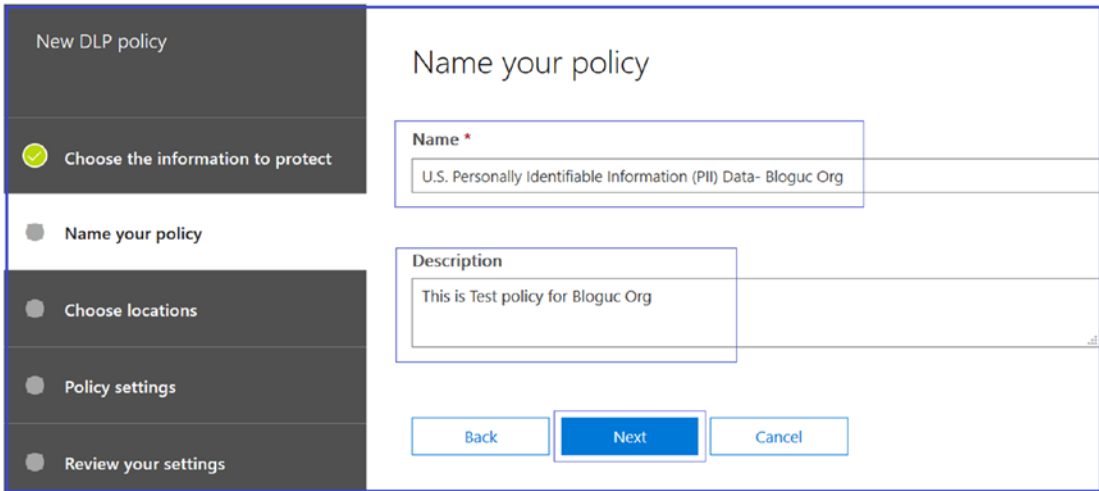 New DLP policy
Choose the information to protect
Name your policy
Choose locations
Policy settings
Review your settings
Name your policy
Name *
U.S. Personally Identifiable Information (PII) Data- Bloguc Org
Description
This is Test policy for Bloguc Org
Back
Next
Cancel